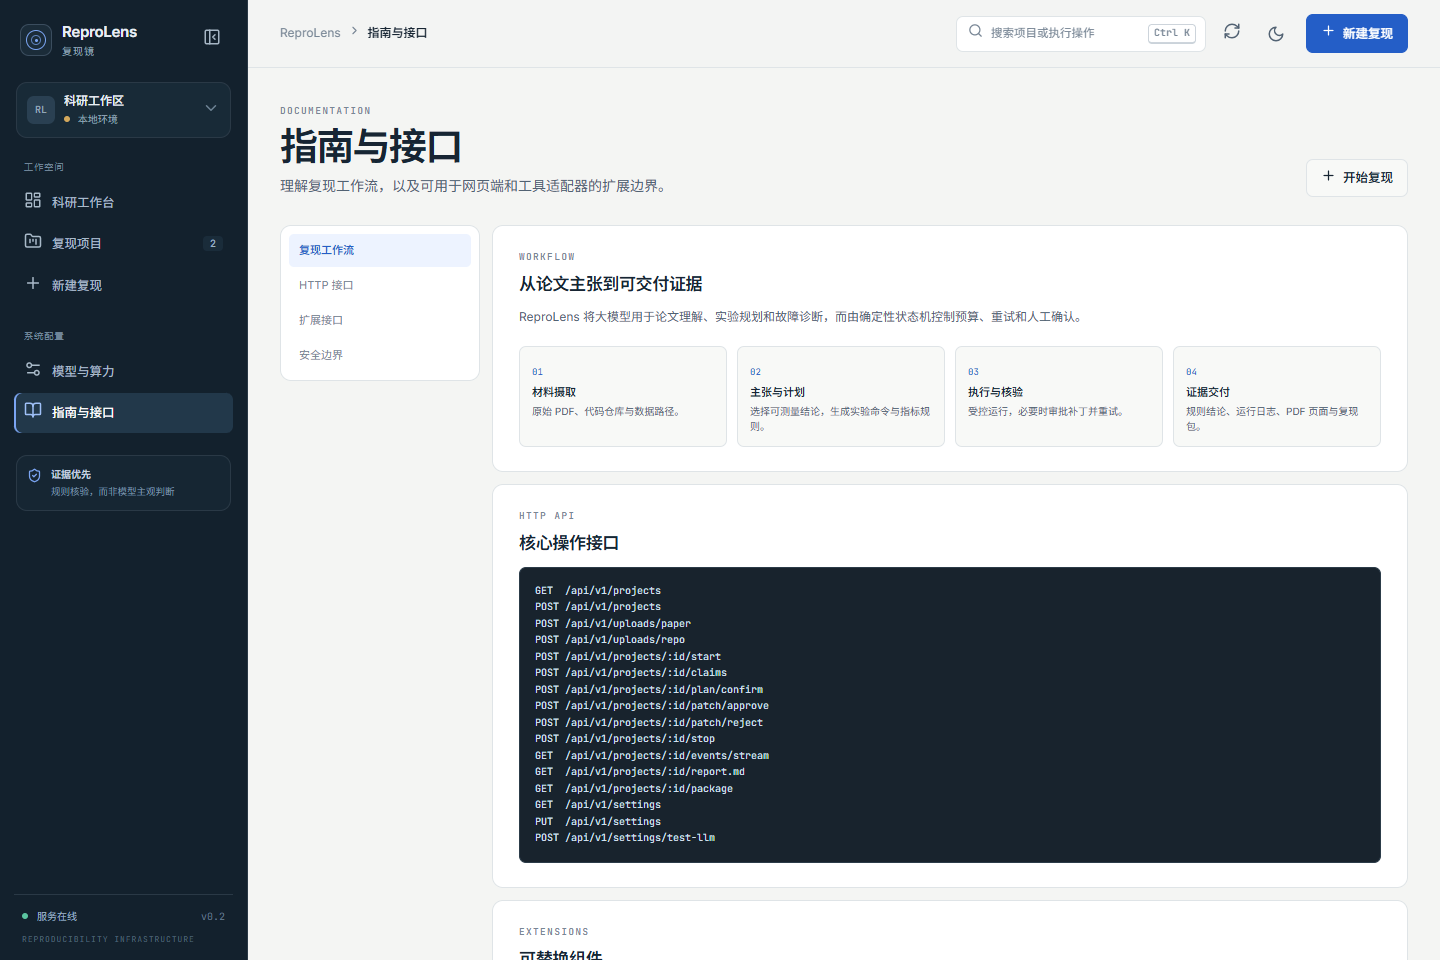 ReproLens
复现镜
RL
科研工作区
本地环境
工作空间
科研工作台
复现项目
2
新建复现
系统配置
模型与算力
指南与接口
证据优先
规则核验，而非模型主观判断
服务在线
v0.2
REPRODUCIBILITY INFRASTRUCTURE
ReproLens
指南与接口
搜索项目或执行操作
Ctrl K
新建复现
DOCUMENTATION
指南与接口
理解复现工作流，以及可用于网页端和工具适配器的扩展边界。
开始复现
复现工作流
HTTP 接口
扩展接口
安全边界
WORKFLOW
从论文主张到可交付证据
ReproLens 将大模型用于论文理解、实验规划和故障诊断，而由确定性状态机控制预算、重试和人工确认。
01
材料摄取
原始 PDF、代码仓库与数据路径。
02
主张与计划
选择可测量结论，生成实验命令与指标规
则。
03
执行与核验
受控运行，必要时审批补丁并重试。
04
证据交付
规则结论、运行日志、PDF 页面与复现
包。
HTTP API
核心操作接口
GET  /api/v1/projects
POST /api/v1/projects
POST /api/v1/uploads/paper
POST /api/v1/uploads/repo
POST /api/v1/projects/:id/start
POST /api/v1/projects/:id/claims
POST /api/v1/projects/:id/plan/confirm
POST /api/v1/projects/:id/patch/approve
POST /api/v1/projects/:id/patch/reject
POST /api/v1/projects/:id/stop
GET  /api/v1/projects/:id/events/stream
GET  /api/v1/projects/:id/report.md
GET  /api/v1/projects/:id/package
GET  /api/v1/settings
PUT  /api/v1/settings
POST /api/v1/settings/test-llm
EXTENSIONS
可替换组件